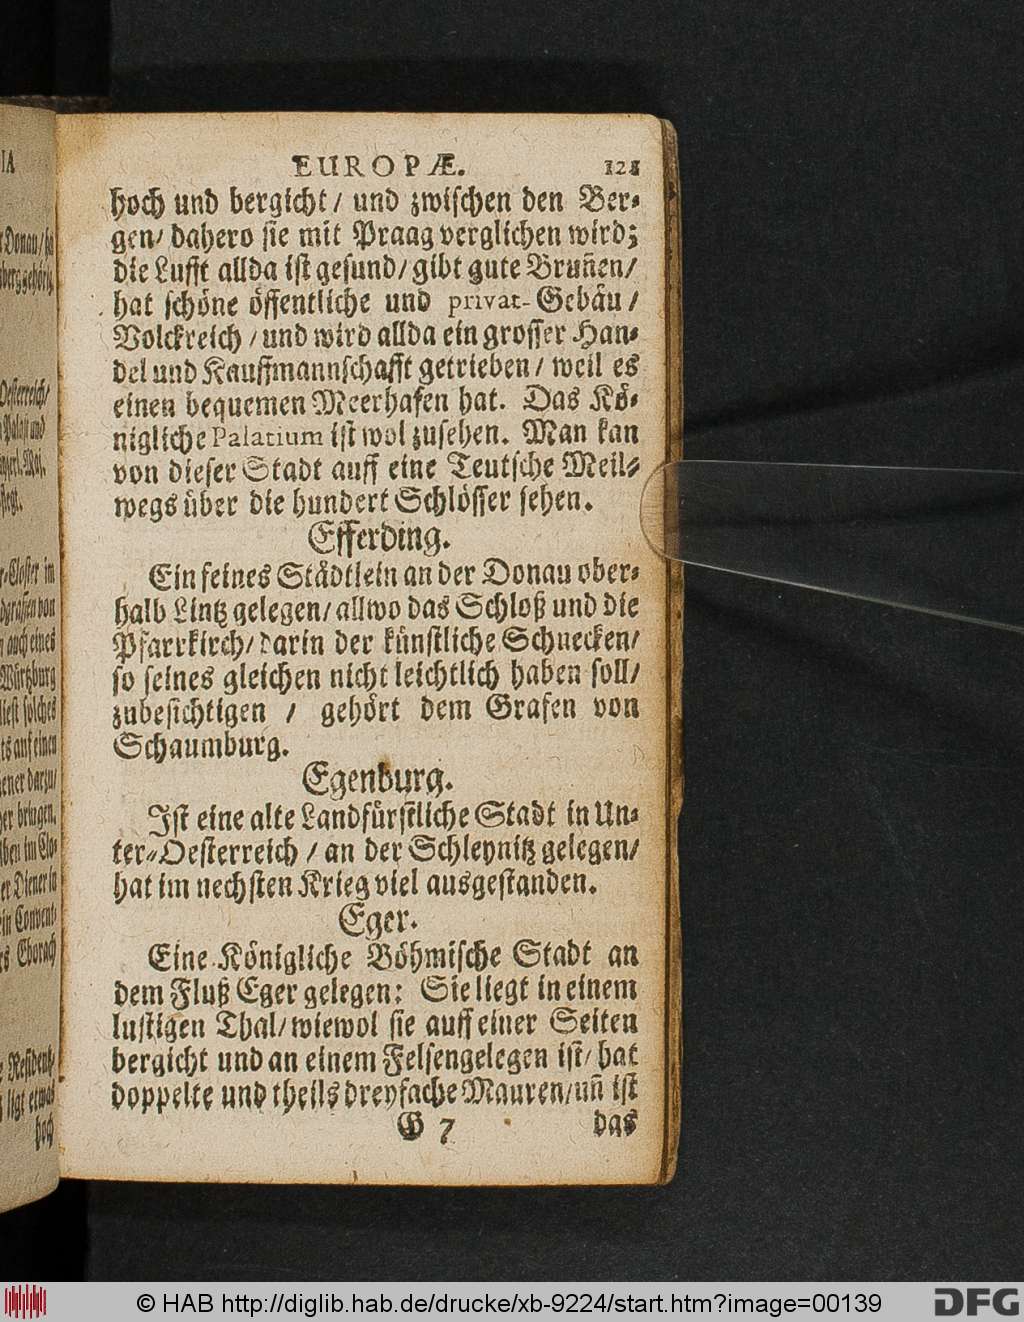 EUROPÆ. 121
hoch und bergicht/ und zwischen den Ber-
gen/ dahero sie mit Praag verglichen wird;
die Lufft allda ist gesund/ gibt gute Brunn̄en/
hat schöne öffentliche und privat-Gebäu/
Volckreich/ und wird allda ein grosser Han-
del und Kauffmannschafft getrieben/ weil es
einen bequemen Meerhafen hat. Das Kö-
nigliche Palatium ist wol zusehen. Man kan
von dieser Stadt auff eine Teutsche Meil-
wegs über die hundert Schlösser sehen.
Efferding.
Ein feines Städtlein an der Donau ober-
halb Lintz gelegen/ allwo das Schloß und die
Pfarrkirch/ darin der künstliche Schnecken/
so seines gleichen nicht leichtlich haben soll/
zubesichtigen / gehört dem Grafen von
Schaumburg.
Egenburg.
Ist eine alte Landfürstliche Stadt in Un-
ter-Oesterreich / an der Schleynitz gelegen/
hat im nechsten Krieg viel ausgestanden.
Eger.
Eine Königliche Böhmische Stadt an
dem Fluß Eger gelegen: Sie liegt in einem
lustigen Thal/ wiewol sie auff einer Seiten
bergicht und an einem Felsen gelegen ist/ hat
doppelte und theils dreyfache Mauren/ un̄ ist
G 7 das
© HAB http://diglib.hab.de/drucke/xb-9224/start.htm?image=00139
DFG